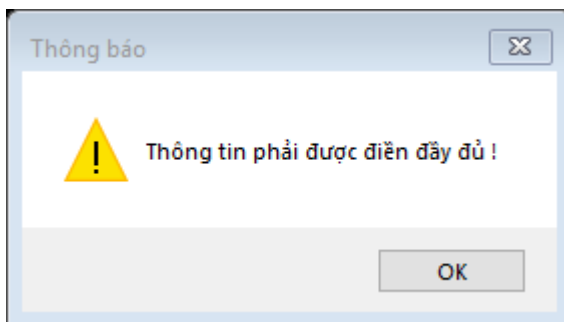 Thông báo
Thông tin phải được điền đầy đủ !
OK